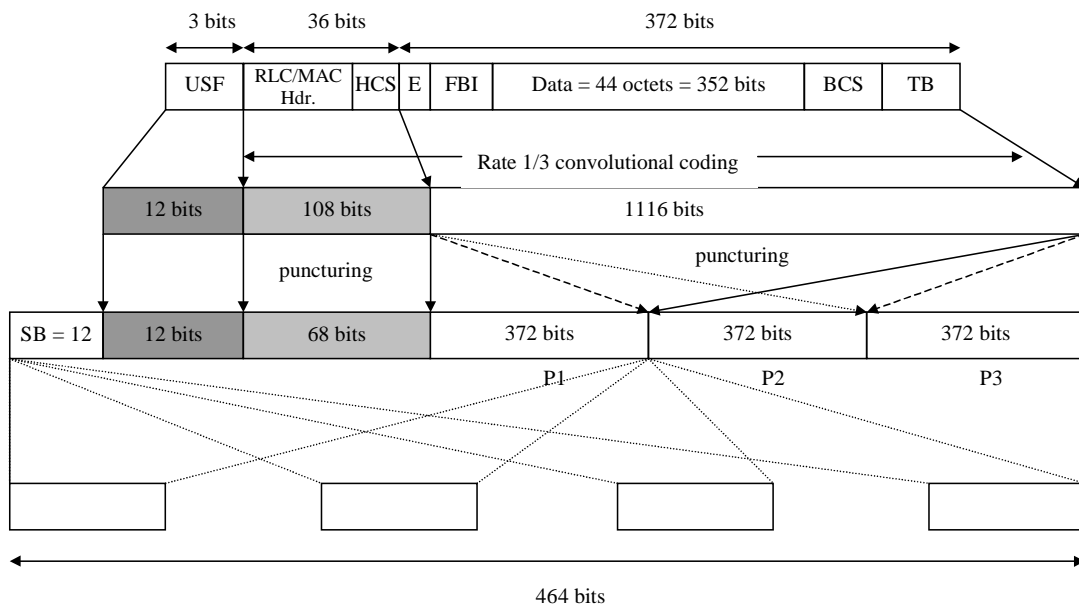 3 bits 36 bits 372 bits
USF RLC/MAC Hdr. HCS E FBI Data = 44 octets = 352 bits BCS TB
Rate 1/3 convolutional coding
12 bits 108 bits 1116 bits
puncturing puncturing
SB = 12 12 bits 68 bits 372 bits 372 bits 372 bits
P1 P2 P3
464 bits